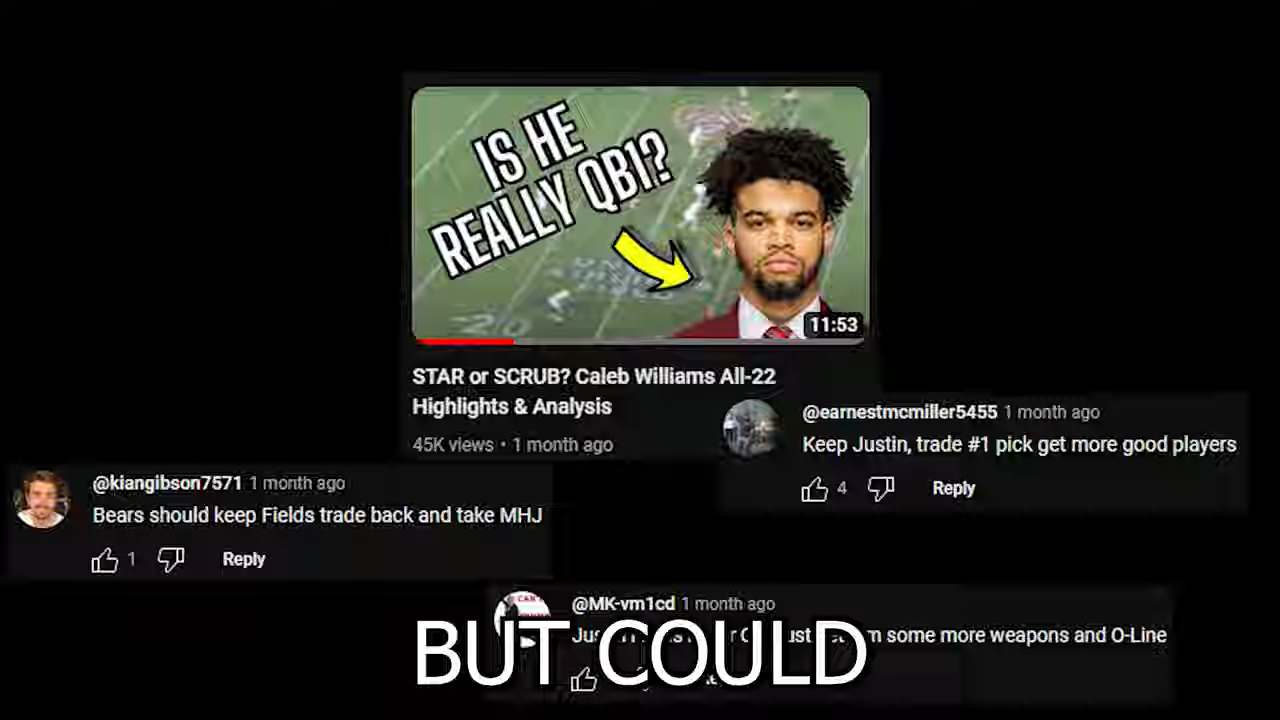 IS HE
REALLY QB1?
20
11:53
STAR or SCRUB? Caleb Williams All-22
Highlights & Analysis
45K views • 1 month ago
@earnestmcmiller5455 1 month ago
Keep Justin, trade #1 pick get more good players
4 Reply
@kiangibson7571 1 month ago
Bears should keep Fields trade back and take MHJ
1 Reply
@MK-vm1cd 1 month ago
some more weapons and O-Line
BUT COULD